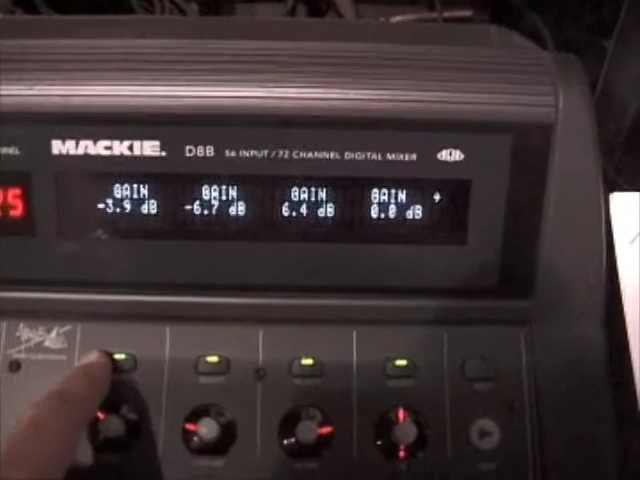 MACKIE. D8B 56 INPUT/72 CHANNEL DIGITAL MIXER
25
GAIN GAIN GAIN GAIN
-3.9 dB -6.7 dB 6.4 dB 0.0 dB